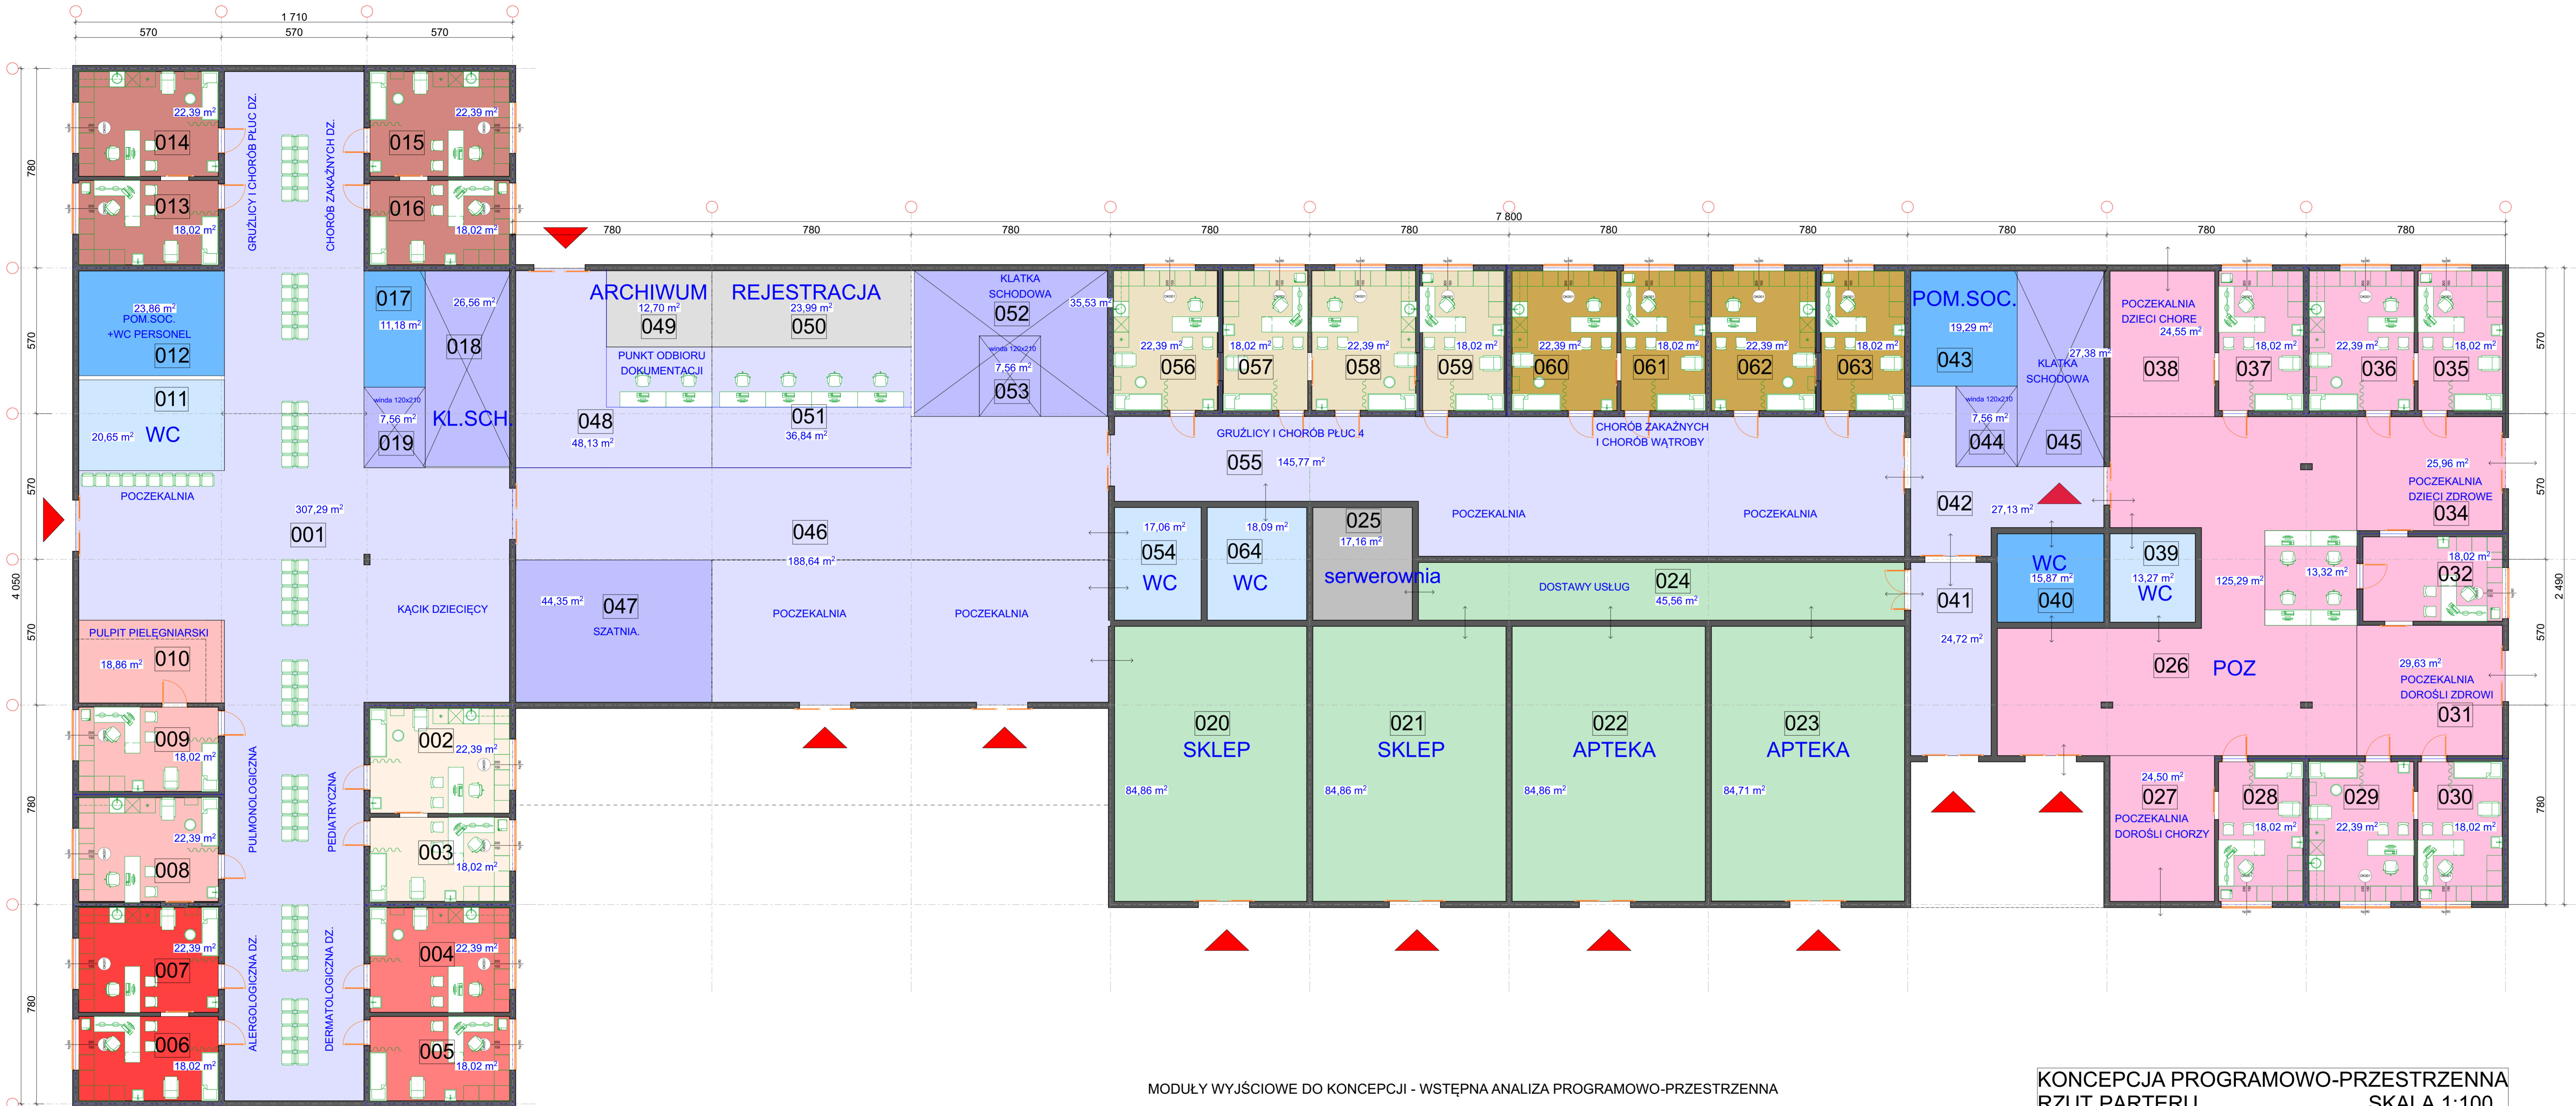 1 710
570
570
570
22,39 m²
014
GRUŹLICY I CHORÓB PŁUC DZ.
CHORÓB ZAKAŹNYCH DZ.
22,39 m²
015
780
013
18,02 m²
016
18,02 m²
7 800
780
780
780
780
780
780
780
780
780
780
23,86 m²
POM.SOC.
+WC PERSONEL
012
017
11,18 m²
26,56 m²
018
570
011
20,65 m²
WC
winda 120x210
7,56 m²
019
KL.SCH.
POCZEKALNIA
307,29 m²
001
570
4 050
KĄCIK DZIECIĘCY
570
PULPIT PIELĘGNIARSKI
18,86 m²
010
ARCHIWUM
12,70 m²
049
REJESTRACJA
23,99 m²
050
PUNKT ODBIORU
DOKUMENTACJI
048
48,13 m²
051
36,84 m²
KLATKA
SCHODOWA
052
35,53 m²
winda 120x210
7,56 m²
053
046
188,64 m²
44,35 m²
047
SZATNIA.
POCZEKALNIA
POCZEKALNIA
22,39 m²
056
18,02 m²
057
22,39 m²
058
18,02 m²
059
22,39 m²
060
18,02 m²
061
22,39 m²
062
18,02 m²
063
GRUŹLICY I CHORÓB PŁUC 4
CHORÓB ZAKAŹNYCH
I CHORÓB WĄTROBY
055
145,77 m²
POCZEKALNIA
POCZEKALNIA
17,06 m²
054
WC
18,09 m²
064
WC
025
17,16 m²
serwerownia
DOSTAWY USŁUG
024
45,56 m²
POM.SOC.
19,29 m²
043
27,38 m²
KLATKA
SCHODOWA
winda 120x210
7,56 m²
044
045
042
27,13 m²
041
24,72 m²
WC
15,87 m²
040
039
13,27 m²
WC
POCZEKALNIA
DZIECI CHORE
24,55 m²
038
18,02 m²
037
22,39 m²
036
18,02 m²
035
570
25,96 m²
POCZEKALNIA
DZIECI ZDROWE
034
570
125,29 m²
13,32 m²
18,02 m²
032
2 490
570
026
POZ
29,63 m²
POCZEKALNIA
DOROŚLI ZDROWI
031
24,50 m²
027
POCZEKALNIA
DOROŚLI CHORZY
028
18,02 m²
029
22,39 m²
030
18,02 m²
780
020
SKLEP
84,86 m²
021
SKLEP
84,86 m²
022
APTEKA
84,86 m²
023
APTEKA
84,71 m²
009
18,02 m²
PULMONOLOGICZNA
PEDIATRYCZNA
002
22,39 m²
780
22,39 m²
008
003
18,02 m²
22,39 m²
007
ALERGOLOGICZNA DZ.
DERMATOLOGICZNA DZ.
004
22,39 m²
780
006
18,02 m²
005
18,02 m²
MODUŁY WYJŚCIOWE DO KONCEPCJI - WSTĘPNA ANALIZA PROGRAMOWO-PRZESTRZENNA
KONCEPCJA PROGRAMOWO-PRZESTRZENNA
RZUT PARTERU SKALA 1:100